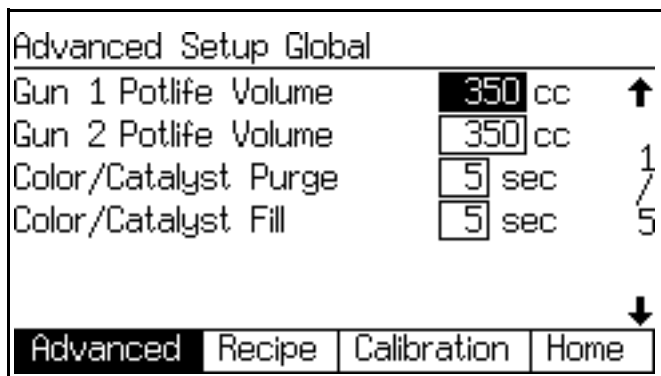 Advanced Setup Global
Gun 1 Potlife Volume 350 cc
Gun 2 Potlife Volume 350 cc
Color/Catalyst Purge 5 sec
Color/Catalyst Fill 5 sec
1/5
Advanced Recipe Calibration Home